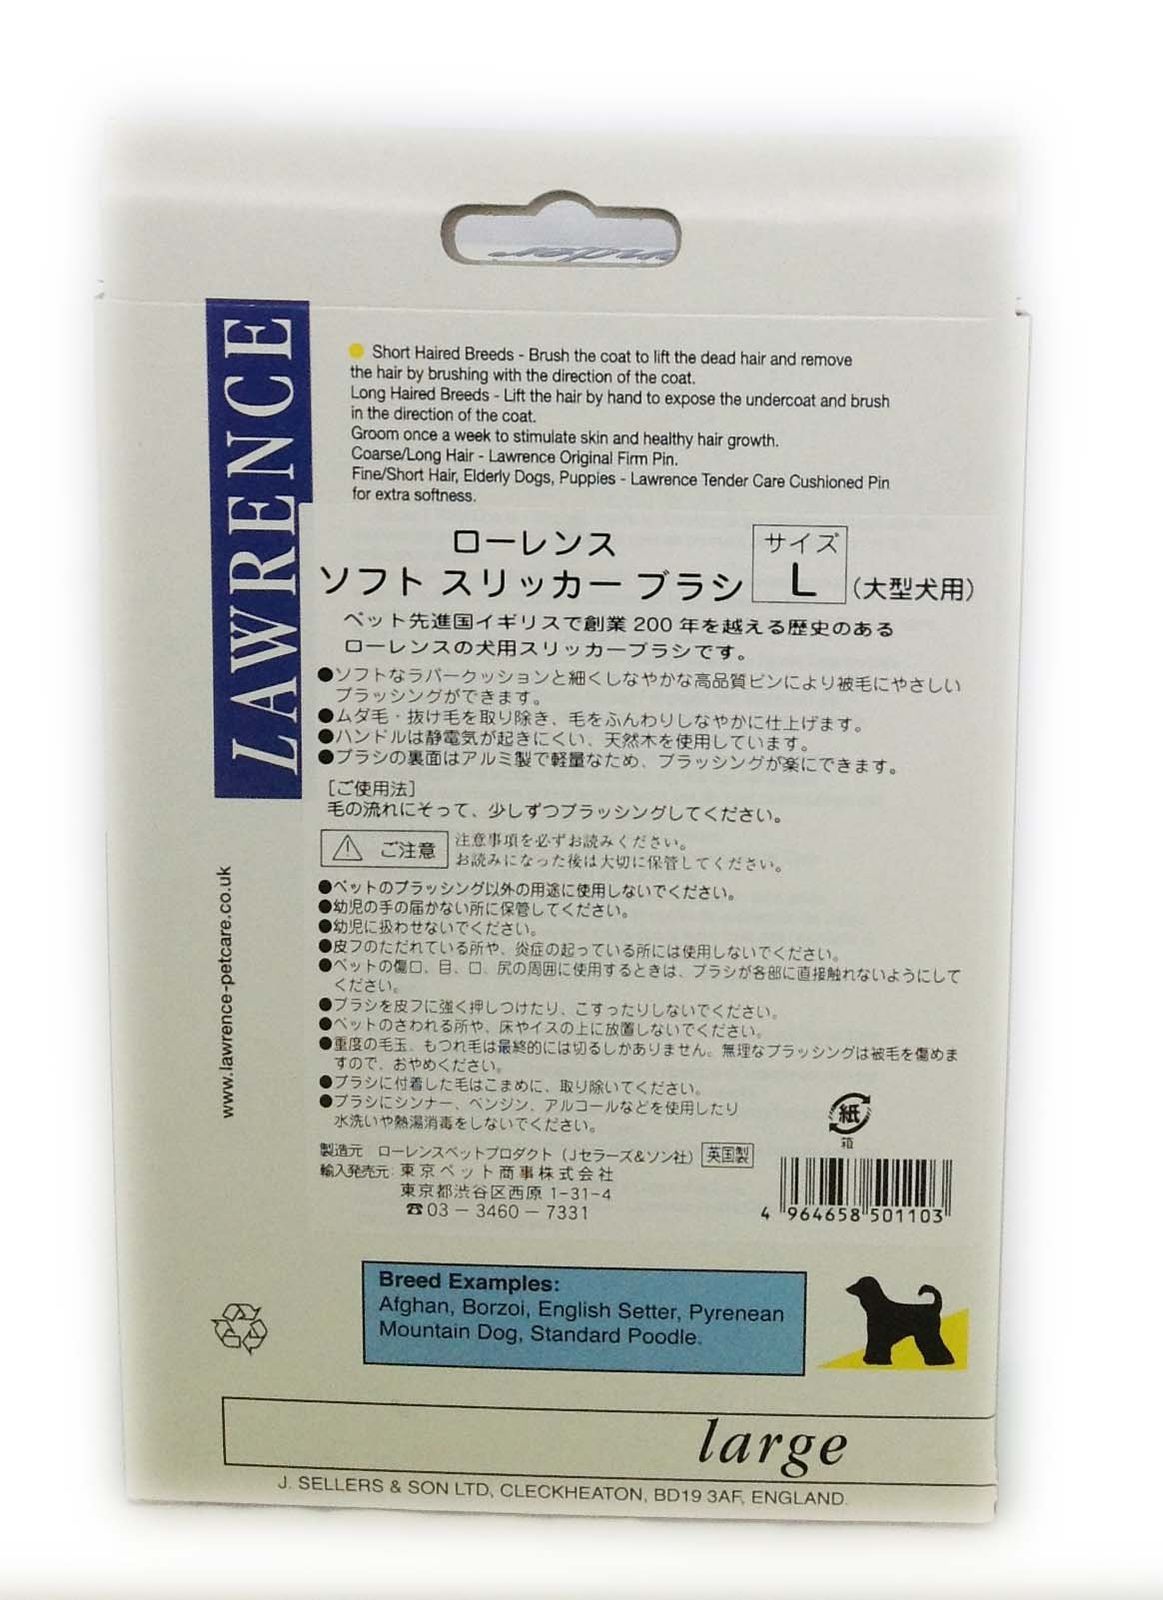 LAWRENCE
Short Haired Breeds - Brush the coat to lift the dead hair and remove
the hair by brushing with the direction of the coat.
Long Haired Breeds - Lift the hair by hand to expose the undercoat and brush
in the direction of the coat.
Groom once a week to stimulate skin and healthy hair growth.
Coarse/Long Hair - Lawrence Original Firm Pin.
Fine/Short Hair, Elderly Dogs, Puppies - Lawrence Tender Care Cushioned Pin
for extra softness.
ローレンス
ソフト スリッカー ブラシ
サイズ
L
(大型犬用)
ペット先進国イギリスで創業 200 年を越える歴史のある
ローレンスの犬用スリッカーブラシです。
●ソフトなラバークッションと細くしなやかな高品質ピンにより被毛にやさしい
ブラッシングができます。
●ムダ毛・抜け毛を取り除き、毛をふんわりしなやかに仕上げます。
●ハンドルは静電気が起きにくい、天然木を使用しています。
●ブラシの裏面はアルミ製で軽量なため、ブラッシングが楽にできます。
[ご使用法]
毛の流れにそって、少しずつブラッシングしてください。
⚠ ご注意
注意事項を必ずお読みください。
お読みになった後は大切に保管してください。
●ペットのブラッシング以外の用途に使用しないでください。
●幼児の手の届かない所に保管してください。
●幼児に扱わせないでください。
●皮フのただれている所や、炎症の起っている所には使用しないでください。
●ペットの傷口、目、口、尻の周囲に使用するときは、ブラシが各部に直接触れないようにして
ください。
●ブラシを皮フに強く押しつけたり、こすったりしないでください。
●ペットのさわれる所や、床やイスの上に放置しないでください。
●重度の毛玉、もつれ毛は最終的には切るしかありません。無理なブラッシングは被毛を傷めま
すので、おやめください。
●ブラシに付着した毛はこまめに、取り除いてください。
●ブラシにシンナー、ベンジン、アルコールなどを使用したり
水洗いや熱湯消毒をしないでください。
製造元 ローレンスペットプロダクト (Jセラーズ&ソン社) 英国製
輸入発売元: 東京ペット商事株式会社
東京都渋谷区西原 1-31-4
☎03 - 3460 - 7331
紙
箱
4 964658 501103
www.lawrence-petcare.co.uk
Breed Examples:
Afghan, Borzoi, English Setter, Pyrenean
Mountain Dog, Standard Poodle.
large
J. SELLERS & SON LTD, CLECKHEATON, BD19 3AF, ENGLAND.